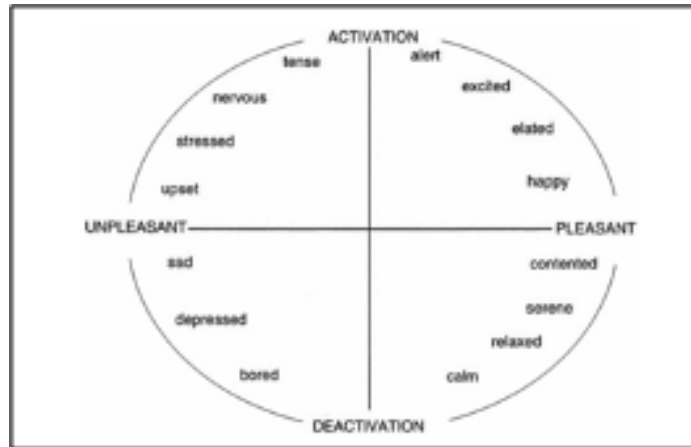 ACTIVATION
tense
alert
nervous
excited
stressed
elated
upset
happy
UNPLEASANT
PLEASANT
sad
contented
depressed
serene
relaxed
bored
calm
DEACTIVATION